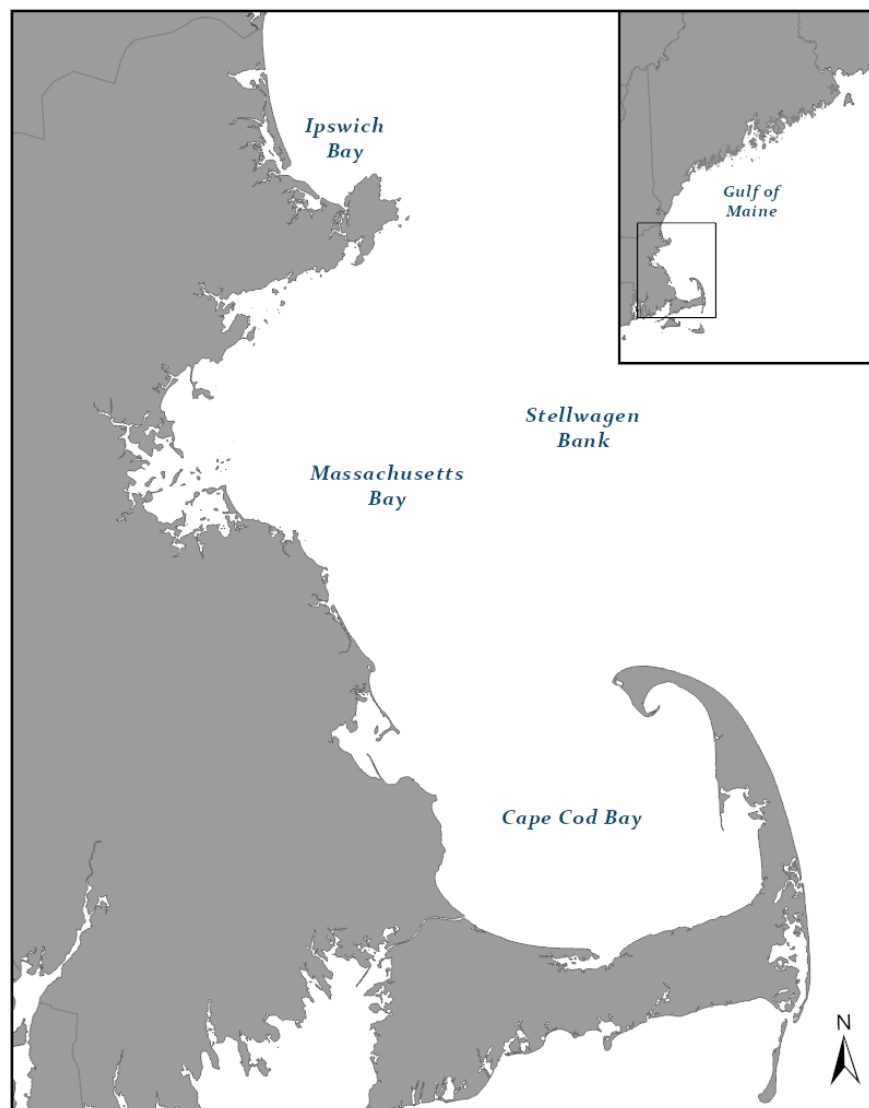 Ipswich
Bay
Gulf of
Maine
Stellwagen
Bank
Massachusetts
Bay
Cape Cod Bay
N